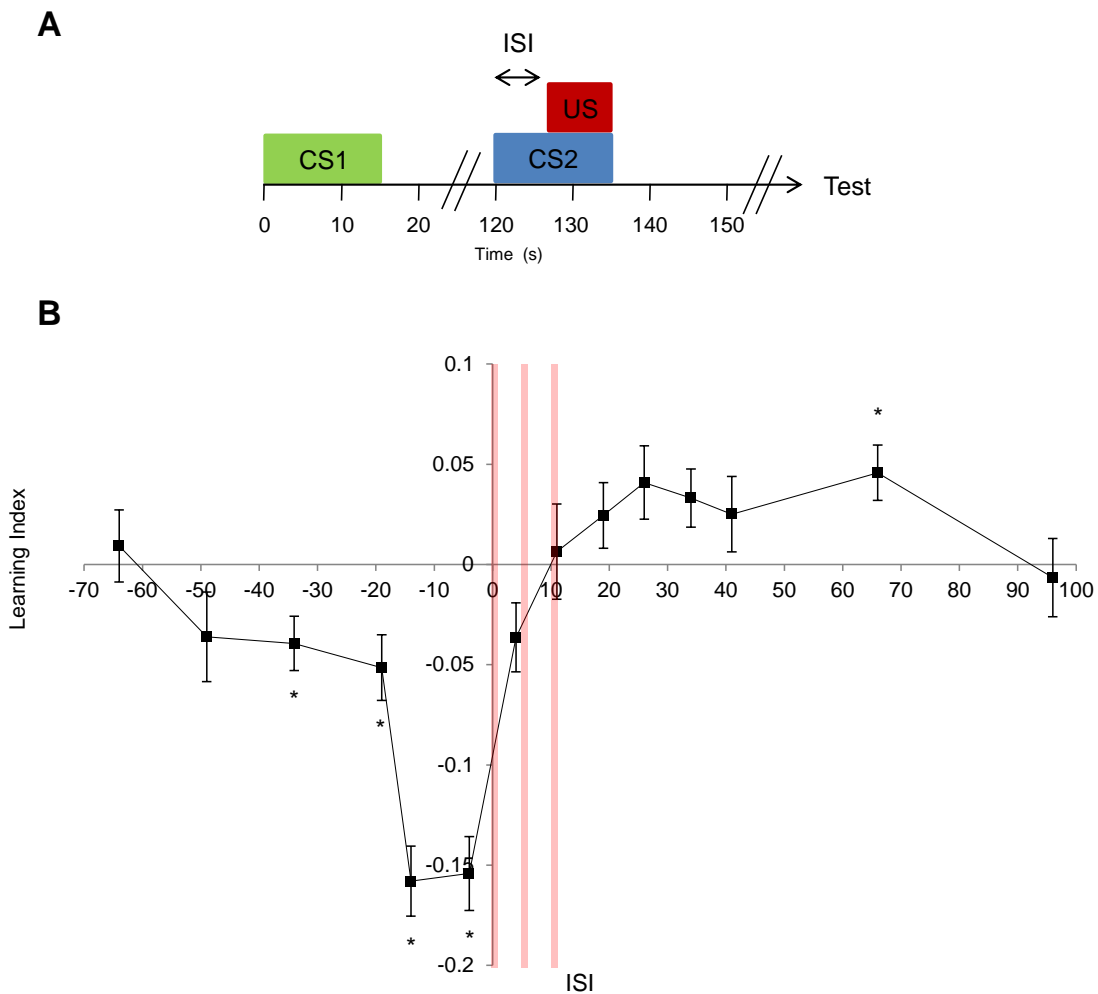 A
ISI
US
CS1 CS2
Test
0 10 20 120 130 140 150
Time (s)
B
0.1
*
0.05
Learning Index
0
-70 -60 -50 -40 -30 -20 -10 0 10 20 30 40 50 60 70 80 90 100
-0.05
*
*
-0.1
-0.15
* *
-0.2
ISI